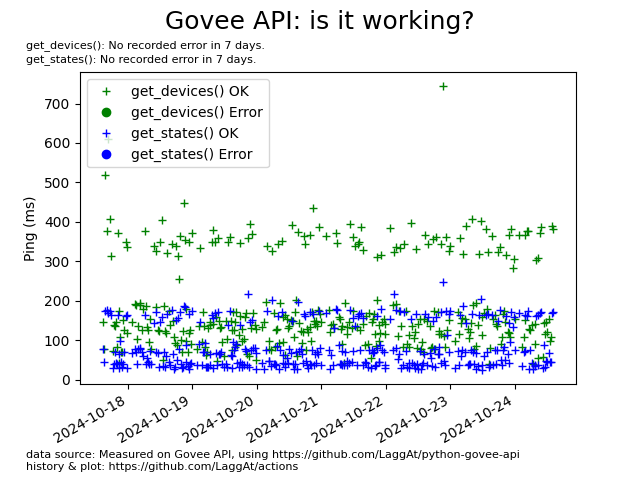 Govee API: is it working?
get_devices(): No recorded error in 7 days.
get_states(): No recorded error in 7 days.
get_devices() OK
get_devices() Error
get_states() OK
get_states() Error
Ping (ms)
700
600
500
400
300
200
100
0
2024-10-18
2024-10-19
2024-10-20
2024-10-21
2024-10-22
2024-10-23
2024-10-24
data source: Measured on Govee API, using https://github.com/LaggAt/python-govee-api
history & plot: https://github.com/LaggAt/actions